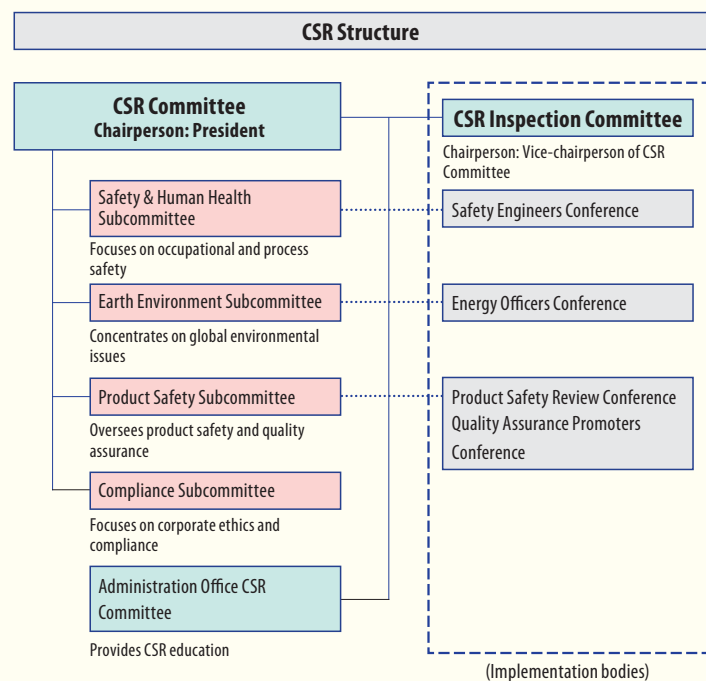 CSR Structure
CSR Committee
Chairperson: President
CSR Inspection Committee
Chairperson: Vice-chairperson of CSR
Committee
Safety & Human Health
Subcommittee
Safety Engineers Conference
Focuses on occupational and process
safety
Earth Environment Subcommittee
Energy Officers Conference
Concentrates on global environmental
issues
Product Safety Subcommittee
Product Safety Review Conference
Quality Assurance Promoters
Conference
Oversees product safety and quality
assurance
Compliance Subcommittee
Focuses on corporate ethics and
compliance
Administration Office CSR
Committee
Provides CSR education
(Implementation bodies)